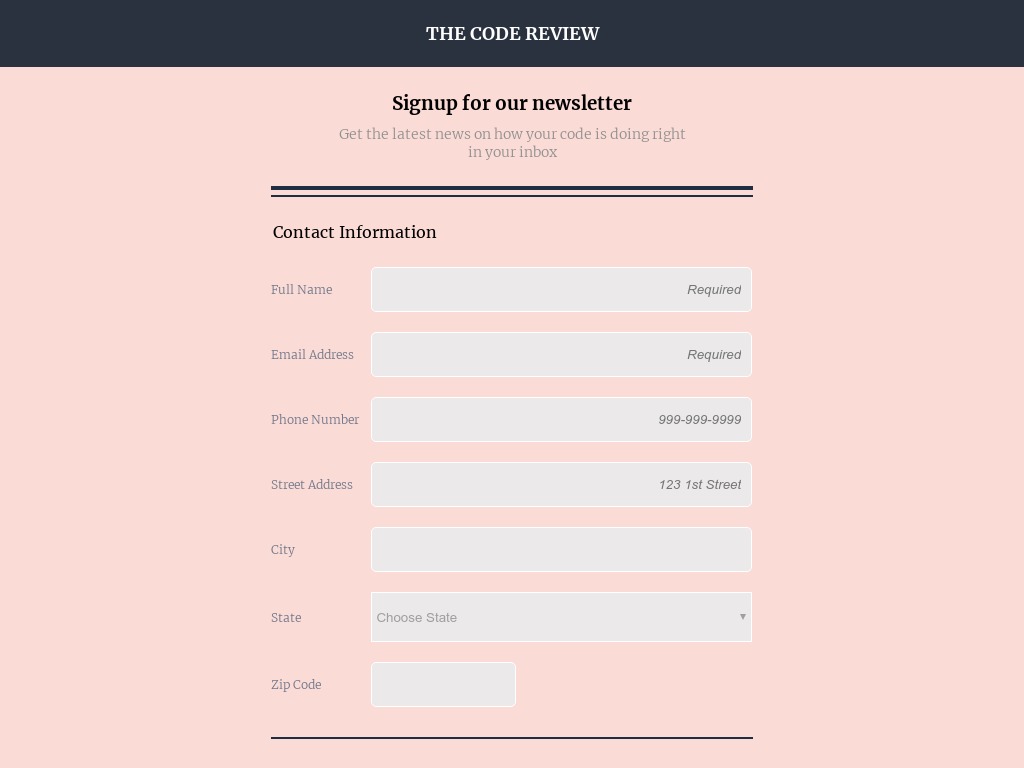 THE CODE REVIEW
Signup for our newsletter
Get the latest news on how your code is doing right
in your inbox
Contact Information
Full Name
Required
Email Address
Required
Phone Number
999-999-9999
Street Address
123 1st Street
City
State
Choose State
Zip Code